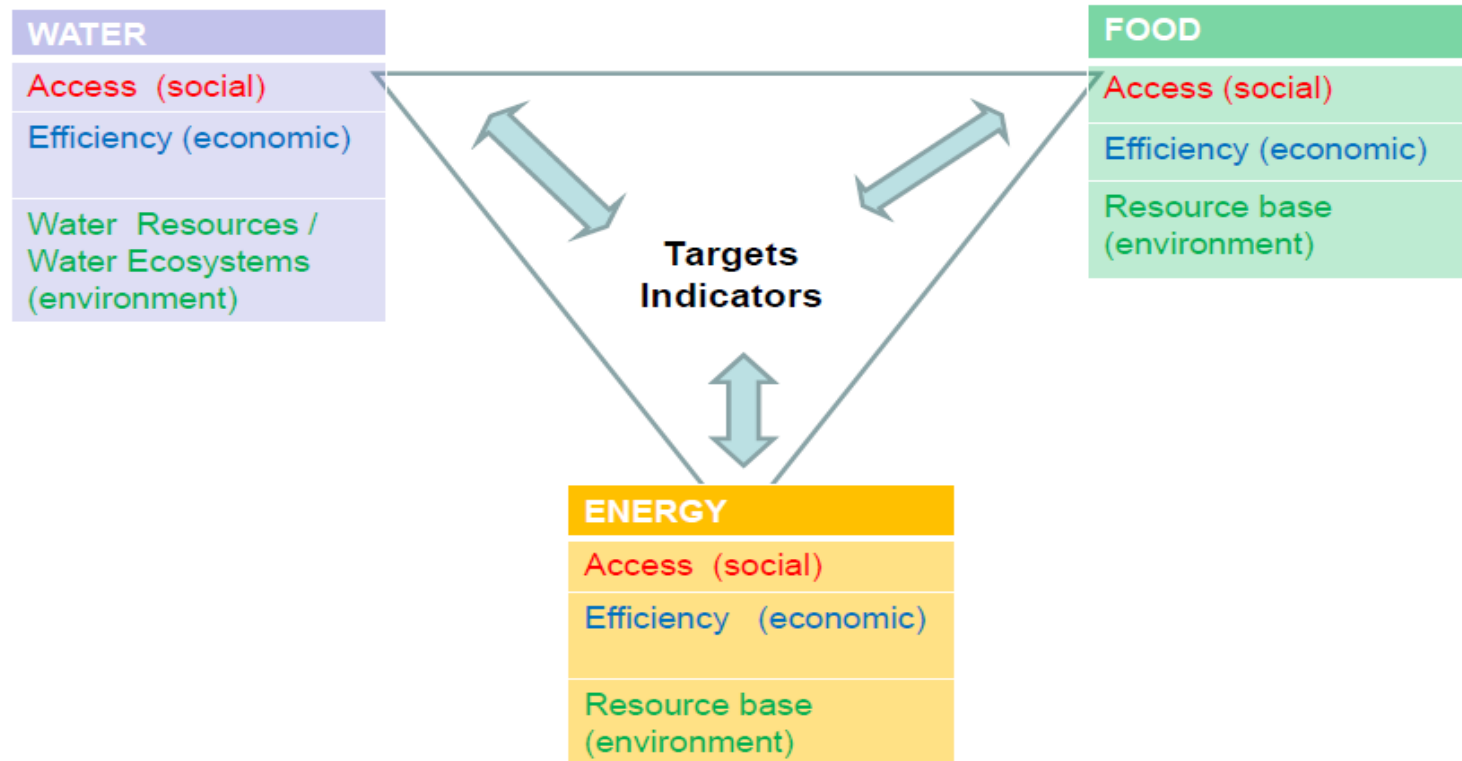 WATER
Access (social)
Efficiency (economic)
Water Resources /
Water Ecosystems
(environment)
FOOD
Access (social)
Efficiency (economic)
Resource base
(environment)
Targets
Indicators
ENERGY
Access (social)
Efficiency (economic)
Resource base
(environment)